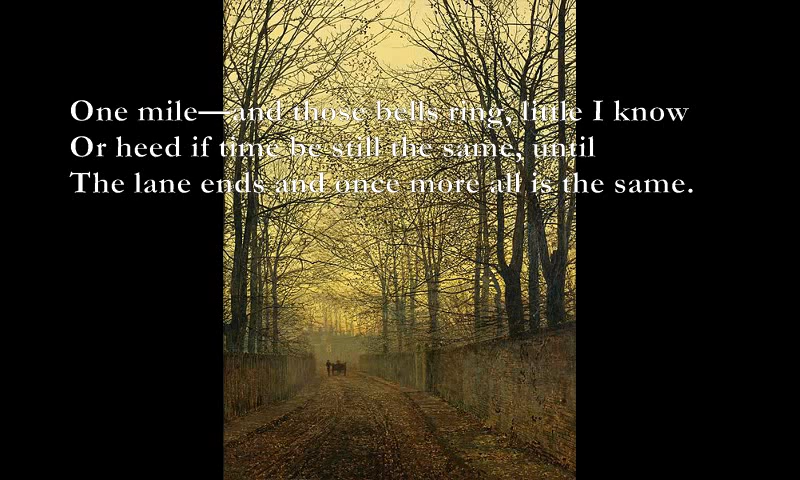 One mile—and those bells ring, little I know
Or heed if time be still the same, until
The lane ends and once more all is the same.